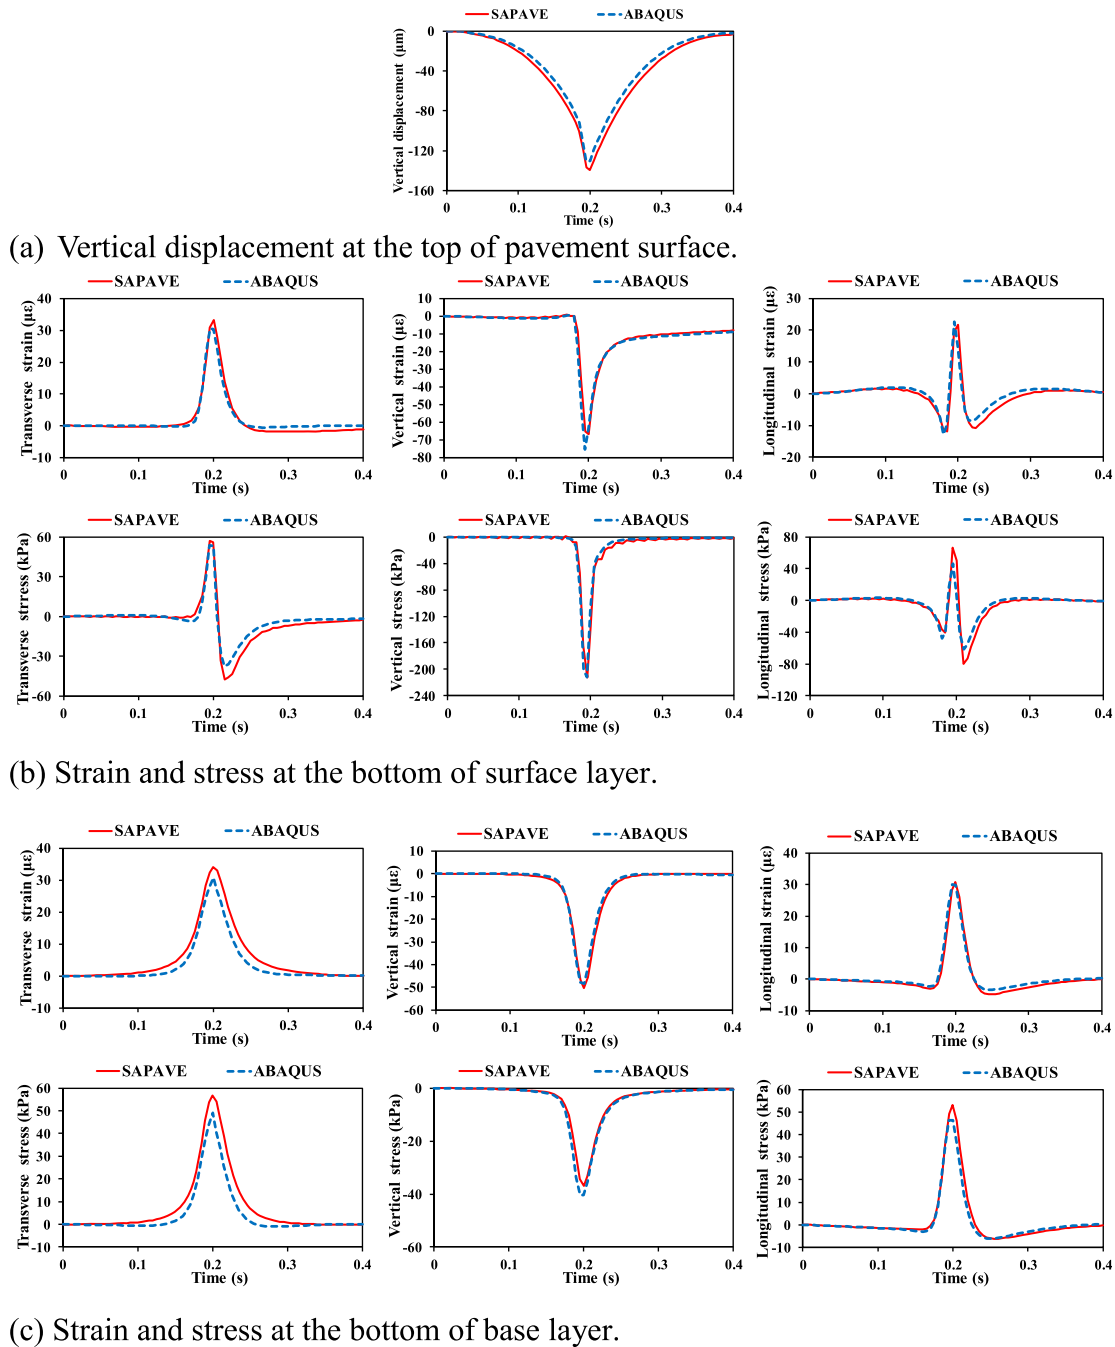 SAPAVE ABAQUS
Vertical displacement (μm)
0
-40
-80
-120
-160
0 0.1 0.2 0.3 0.4
Time (s)
(a) Vertical displacement at the top of pavement surface.
SAPAVE ABAQUS
Transverse strain(με)
40
30
20
10
0
-10
0 0.1 0.2 0.3 0.4
Time (s)
SAPAVE ABAQUS
Vertical strain (με)
10
0
-10
-20
-30
-40
-50
-60
-70
-80
0 0.1 0.2 0.3 0.4
Time (s)
SAPAVE ABAQUS
Longitudinal strain (με)
30
20
10
0
-10
-20
0 0.1 0.2 0.3 0.4
Time (s)
SAPAVE ABAQUS
Transverse strress (kPa)
60
30
0
-30
-60
0 0.1 0.2 0.3 0.4
Time (s)
SAPAVE ABAQUS
Vertical stress (kPa)
0
-40
-80
-120
-160
-200
-240
0 0.1 0.2 0.3 0.4
Time (s)
SAPAVE ABAQUS
Longitudinal stress (kPa)
80
40
0
-40
-80
-120
0 0.1 0.2 0.3 0.4
Time (s)
(b) Strain and stress at the bottom of surface layer.
SAPAVE ABAQUS
Transverse strain (με)
40
30
20
10
0
-10
0 0.1 0.2 0.3 0.4
Time (s)
SAPAVE ABAQUS
Vertical strain (με)
10
0
-10
-20
-30
-40
-50
-60
0 0.1 0.2 0.3 0.4
Time (s)
SAPAVE ABAQUS
Longitudinal strain (με)
40
30
20
10
0
-10
0 0.1 0.2 0.3 0.4
Time (s)
SAPAVE ABAQUS
Transverse stress (kPa)
60
50
40
30
20
10
0
-10
0 0.1 0.2 0.3 0.4
Time (s)
SAPAVE ABAQUS
Vertical stress (kPa)
0
-20
-40
-60
0 0.1 0.2 0.3 0.4
Time (s)
SAPAVE ABAQUS
Longitudinal stress (kPa)
60
50
40
30
20
10
0
-10
0 0.1 0.2 0.3 0.4
Time (s)
(c) Strain and stress at the bottom of base layer.